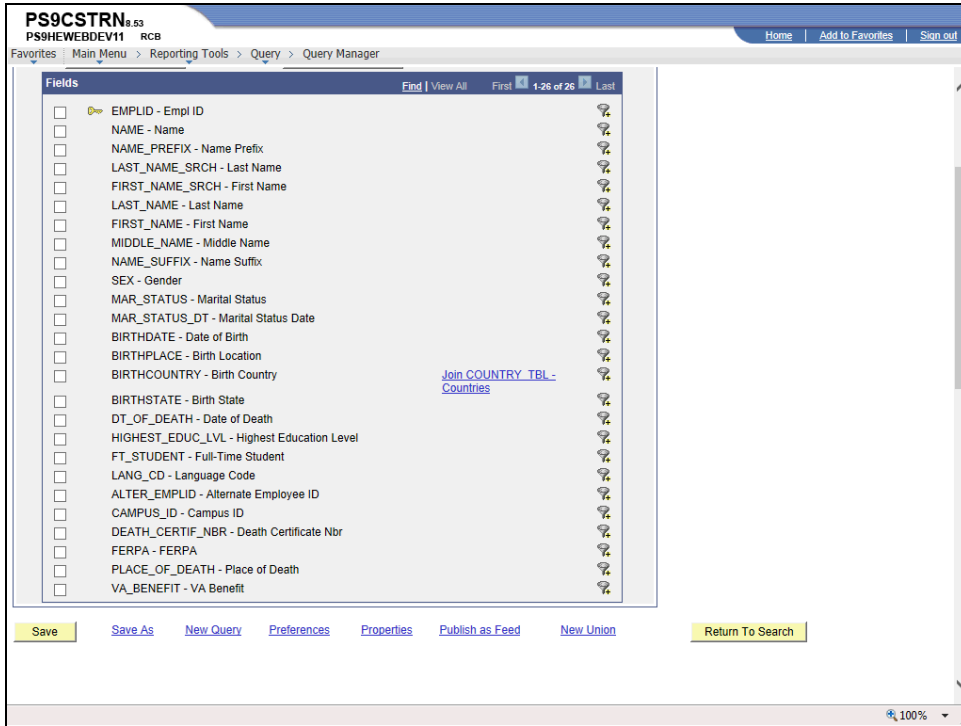 PS9CSTRN8.53
PS9HEWEBDEV11 RCB
Home | Add to Favorites | Sign out
Favorites Main Menu > Reporting Tools > Query > Query Manager
Fields Find | View All First 1-26 of 26 Last
EMPLID - Empl ID
NAME - Name
NAME_PREFIX - Name Prefix
LAST_NAME_SRCH - Last Name
FIRST_NAME_SRCH - First Name
LAST_NAME - Last Name
FIRST_NAME - First Name
MIDDLE_NAME - Middle Name
NAME_SUFFIX - Name Suffix
SEX - Gender
MAR_STATUS - Marital Status
MAR_STATUS_DT - Marital Status Date
BIRTHDATE - Date of Birth
BIRTHPLACE - Birth Location
BIRTHCOUNTRY - Birth Country Join COUNTRY_TBL -
Countries
BIRTHSTATE - Birth State
DT_OF_DEATH - Date of Death
HIGHEST_EDUC_LVL - Highest Education Level
FT_STUDENT - Full-Time Student
LANG_CD - Language Code
ALTER_EMPLID - Alternate Employee ID
CAMPUS_ID - Campus ID
DEATH_CERTIF_NBR - Death Certificate Nbr
FERPA - FERPA
PLACE_OF_DEATH - Place of Death
VA_BENEFIT - VA Benefit
Save Save As New Query Preferences Properties Publish as Feed New Union Return To Search
100%